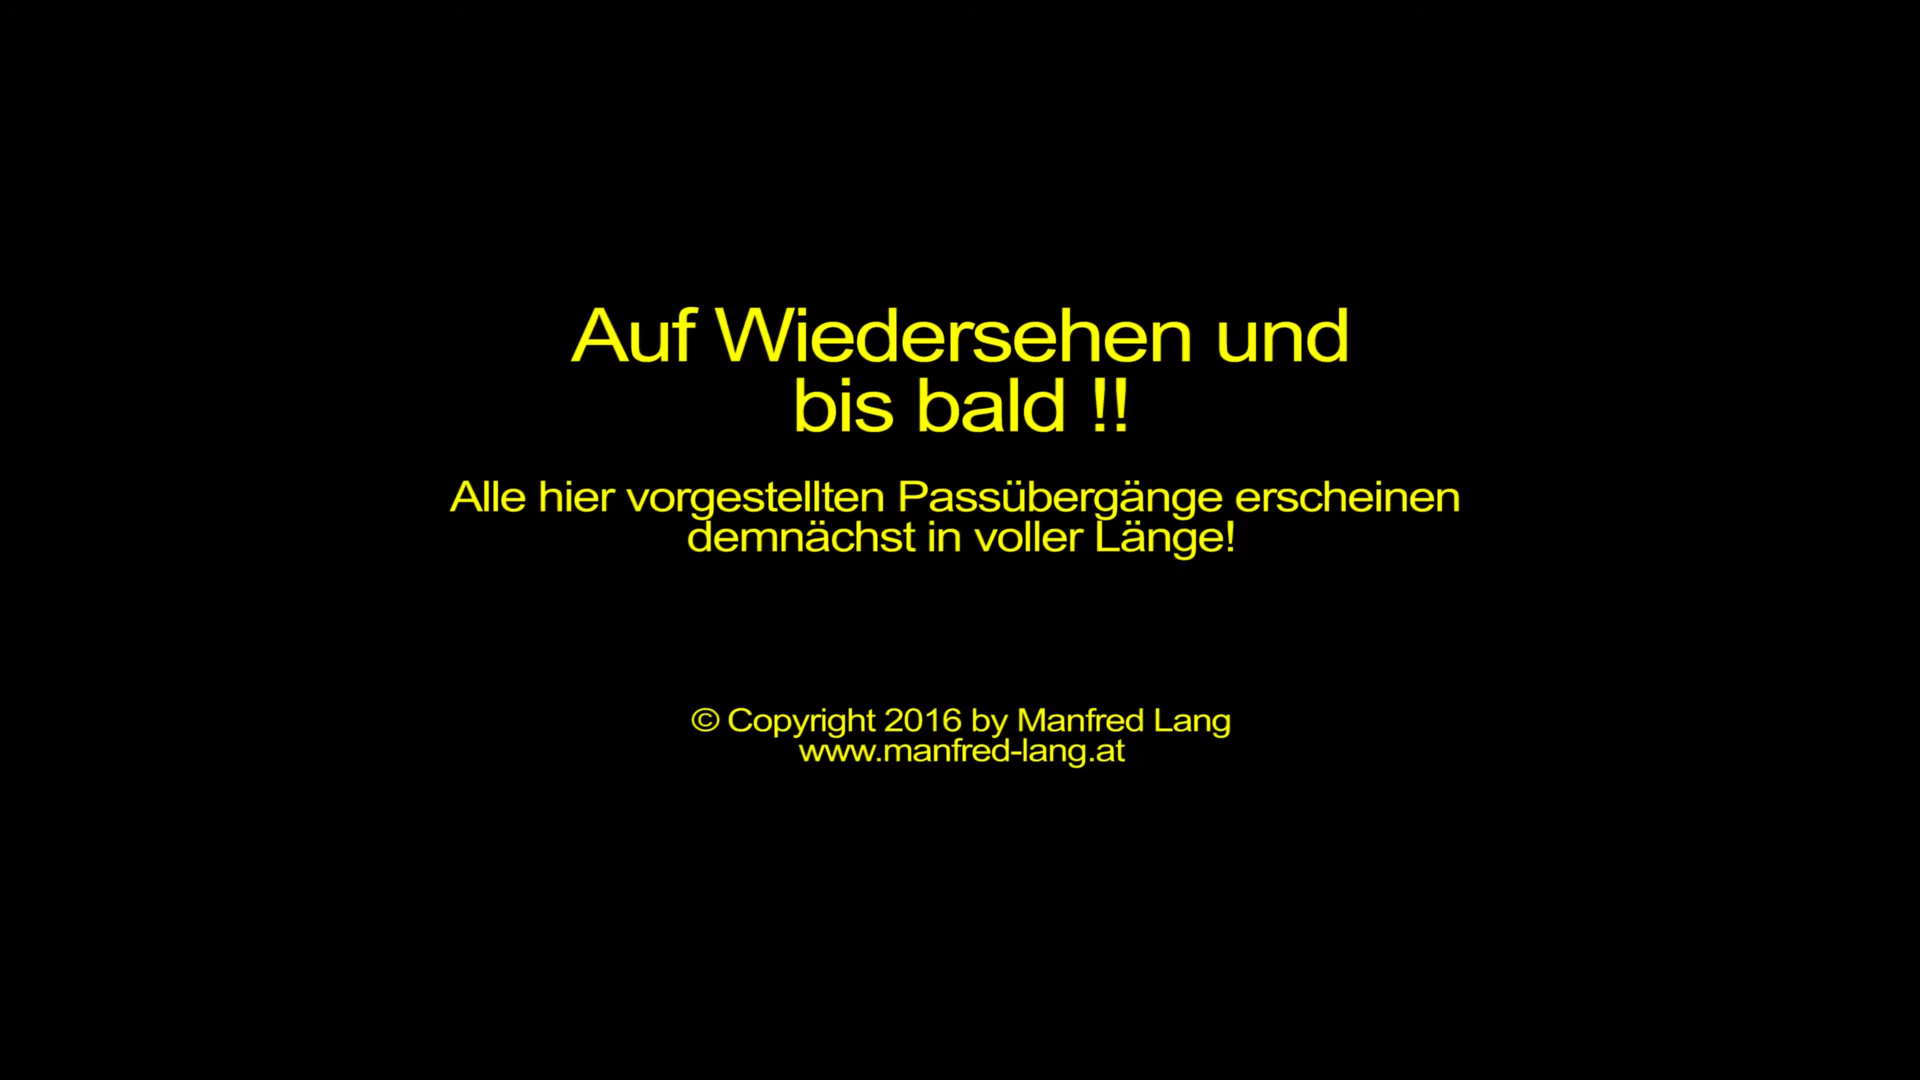 Auf Wiedersehen und
bis bald !!
Alle hier vorgestellten Passübergänge erscheinen
demnächst in voller Länge!
© Copyright 2016 by Manfred Lang
www.manfred-lang.at